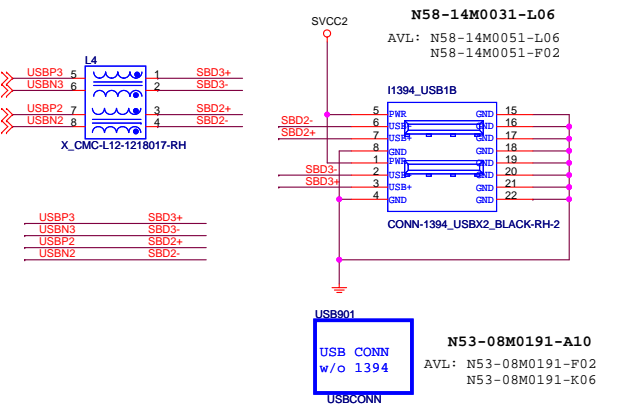 SVCC2
N58-14M0031-L06
AVL: N58-14M0051-L06
N58-14M0051-F02
L4
USBP3 5 1 SBD3+
USBN3 6 2 SBD3-
USBP2 7 3 SBD2+
USBN2 8 4 SBD2-
X_CMC-L12-1218017-RH
I1394_USB1B
5 PWR GND 15
SBD2- 6 USB- GND 16
SBD2+ 7 USB+ GND 17
8 GND GND 18
1 PWR GND 19
SBD3- 2 USB- GND 20
SBD3+ 3 USB+ GND 21
4 GND GND 22
CONN-1394_USBX2_BLACK-RH-2
USBP3 SBD3+
USBN3 SBD3-
USBP2 SBD2+
USBN2 SBD2-
USB901
USB CONN
w/o 1394
USBCONN
N53-08M0191-A10
AVL: N53-08M0191-F02
N53-08M0191-K06